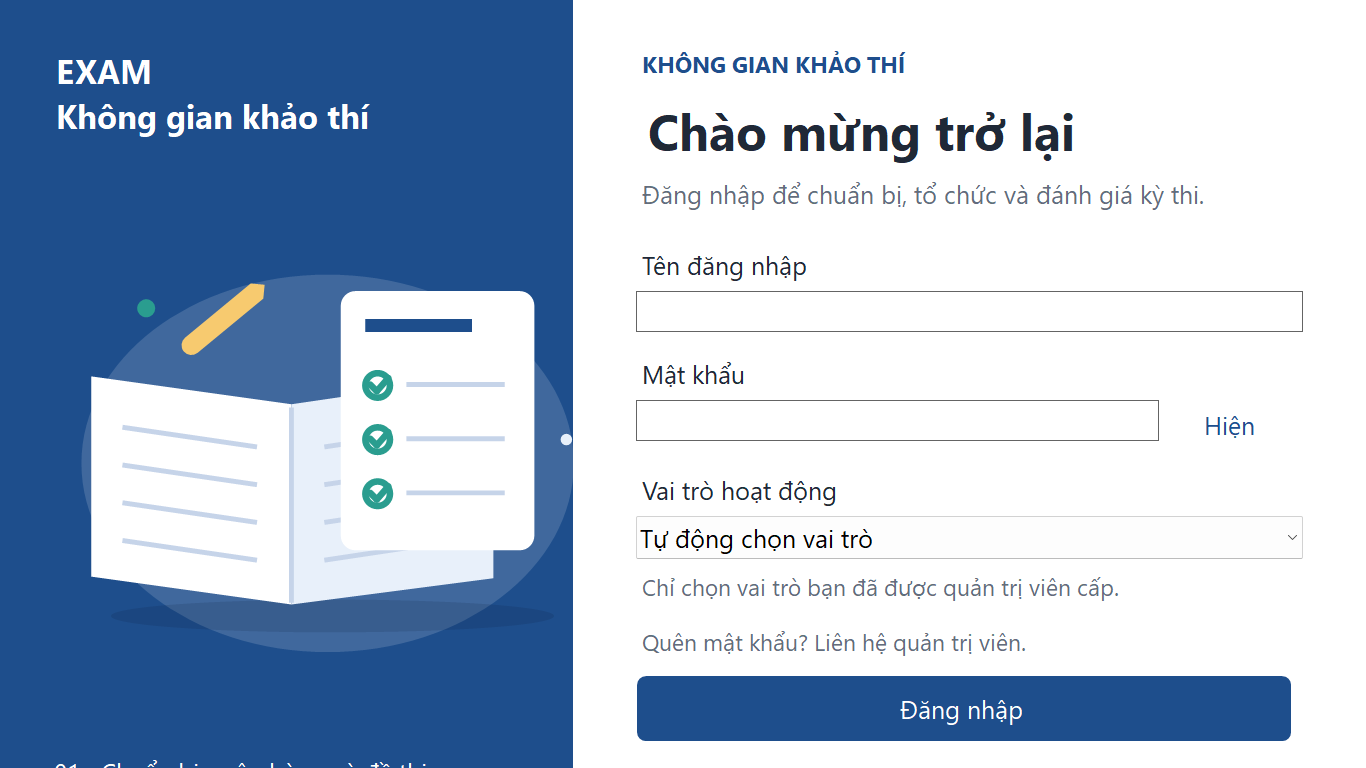 EXAM
Không gian khảo thí
KHÔNG GIAN KHẢO THÍ
Chào mừng trở lại
Đăng nhập để chuẩn bị, tổ chức và đánh giá kỳ thi.
Tên đăng nhập
Mật khẩu
Hiện
Vai trò hoạt động
Tự động chọn vai trò
Chỉ chọn vai trò bạn đã được quản trị viên cấp.
Quên mật khẩu? Liên hệ quản trị viên.
Đăng nhập